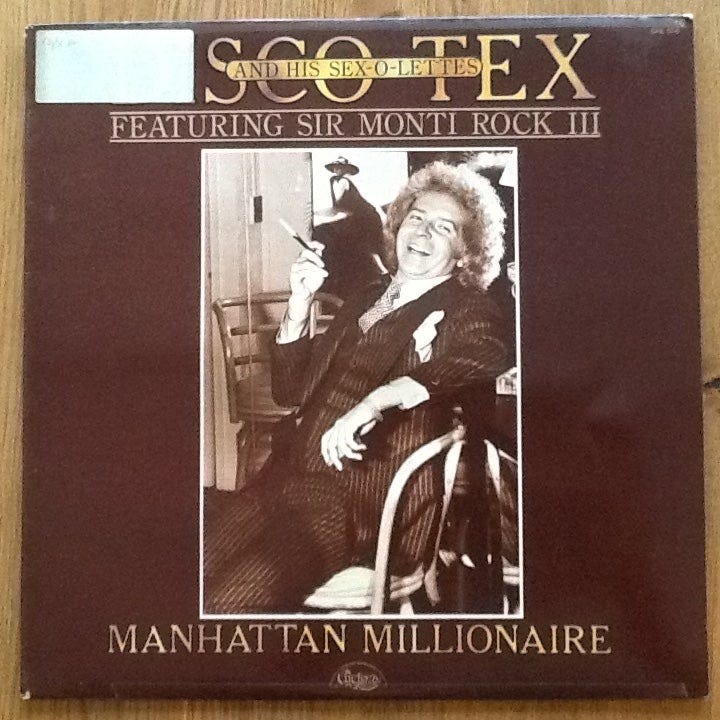 SCO TEX
AND HIS SEX-O-LETTES
FEATURING SIR MONTI ROCK III
MANHATTAN MILLIONAIRE